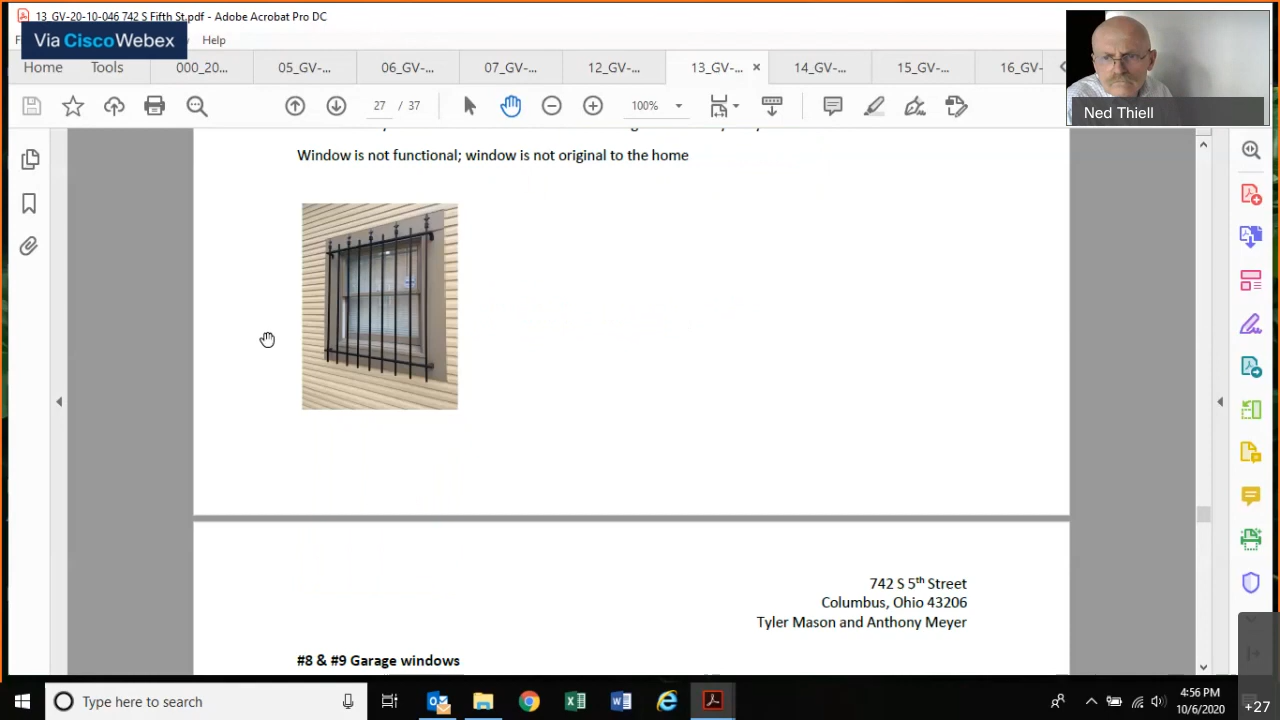 13_GV-20-10-046 742 S Fifth St.pdf - Adobe Acrobat Pro DC
Via CiscoWebex
Help
Home Tools 000_20... 05_GV-... 06_GV-... 07_GV-... 12_GV-... 13_GV-... × 14_GV-... 15_GV-... 16_GV-
27 / 37 100%
Ned Thiell
Window is not functional; window is not original to the home
742 S 5th Street
Columbus, Ohio 43206
Tyler Mason and Anthony Meyer
#8 & #9 Garage windows
Type here to search
4:56 PM
10/6/2020
+27